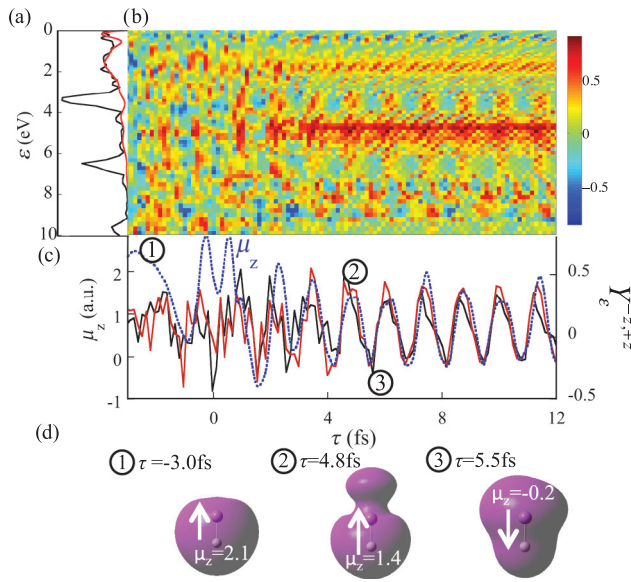 (a)
(b)
0
2
4
6
8
10
ε (eV)
0.5
0
−0.5
(c)
1
μz
2
3
2
1
0
-1
μz (a.u.)
0.5
0
-0.5
Yε−z,+z
0
4
8
12
τ (fs)
(d)
1 τ =-3.0fs
2 τ=4.8fs
3 τ=5.5fs
μz=2.1
μz=1.4
μz=-0.2